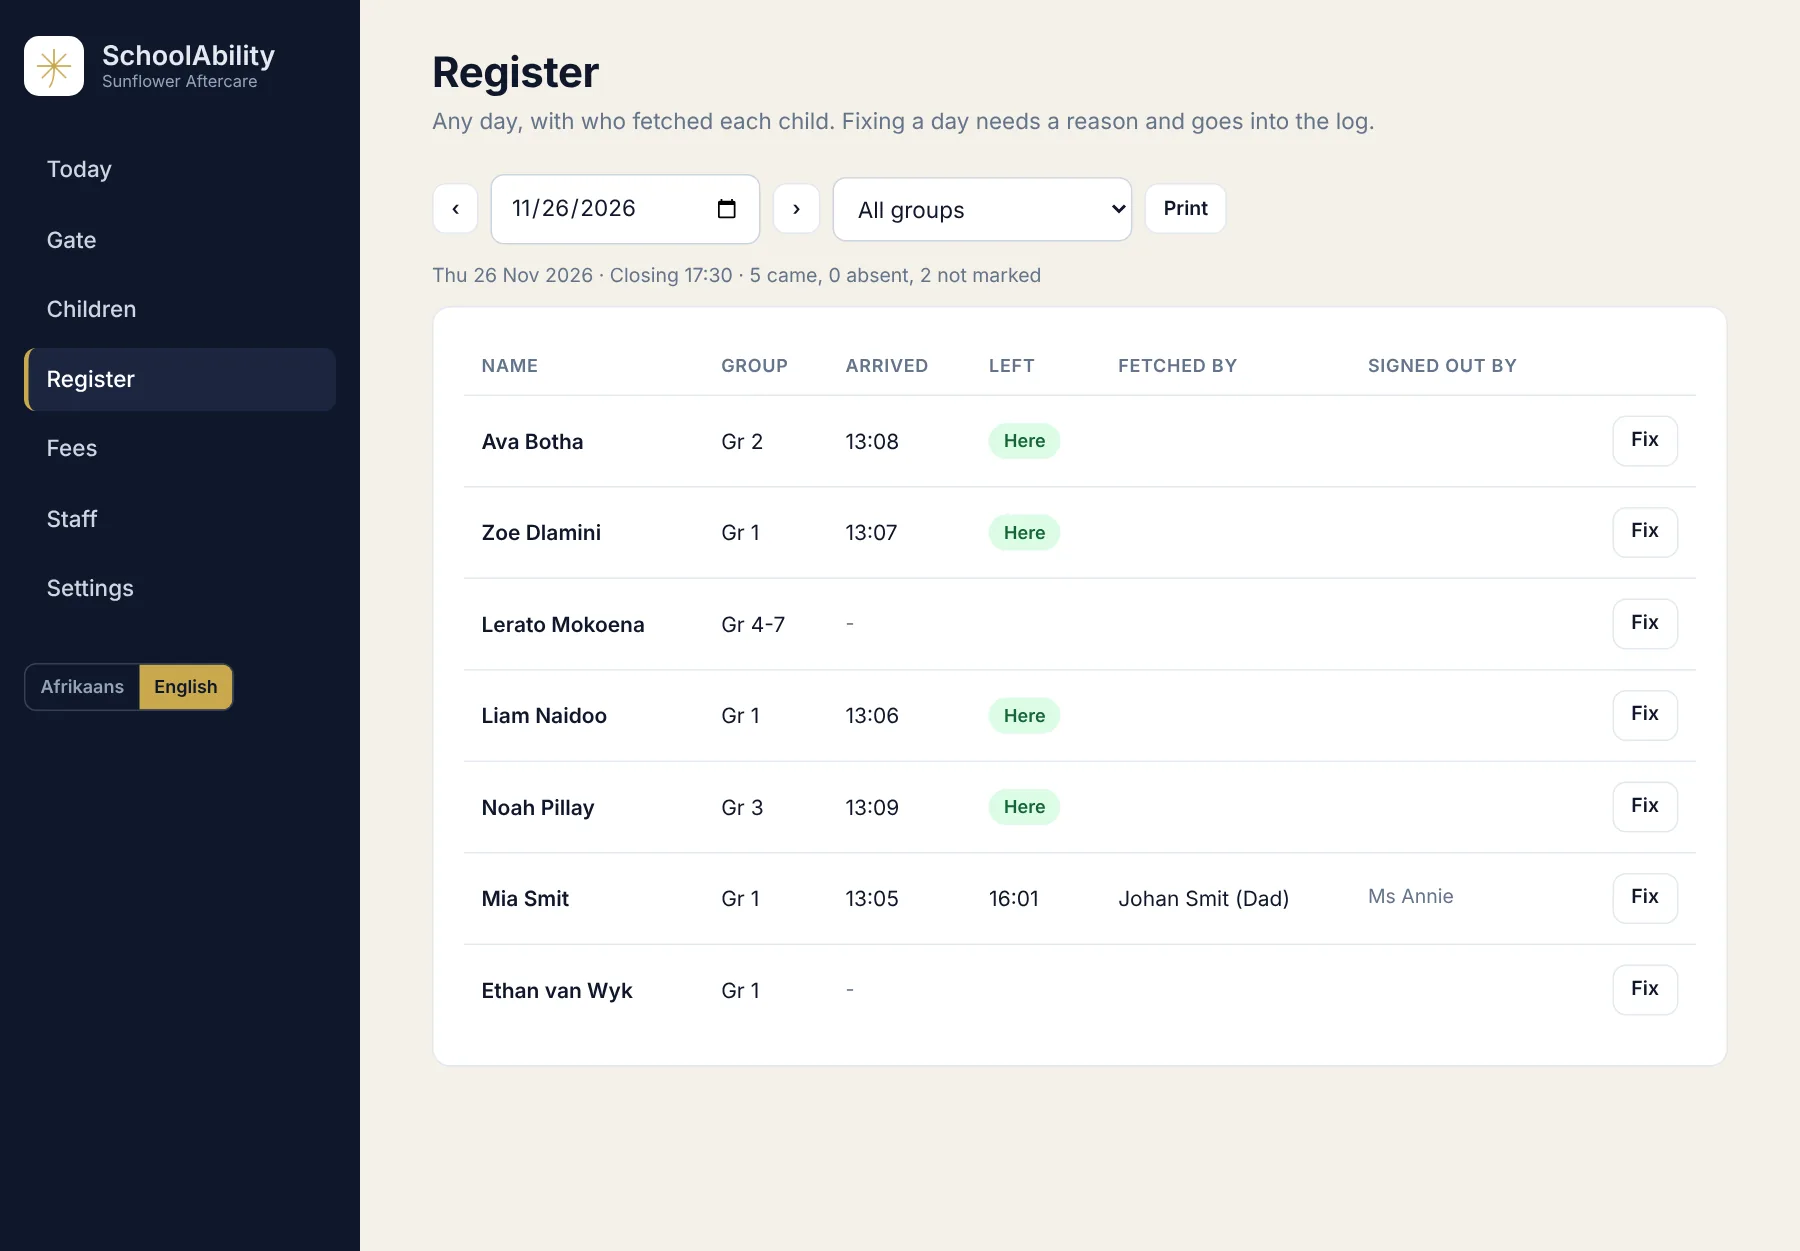 SchoolAbility
Sunflower Aftercare
Today
Gate
Children
Register
Fees
Staff
Settings
Afrikaans English
Register
Any day, with who fetched each child. Fixing a day needs a reason and goes into the log.
‹ 11/26/2026 › All groups Print
Thu 26 Nov 2026 · Closing 17:30 · 5 came, 0 absent, 2 not marked
NAME GROUP ARRIVED LEFT FETCHED BY SIGNED OUT BY
Ava Botha Gr 2 13:08 Here Fix
Zoe Dlamini Gr 1 13:07 Here Fix
Lerato Mokoena Gr 4-7 - Fix
Liam Naidoo Gr 1 13:06 Here Fix
Noah Pillay Gr 3 13:09 Here Fix
Mia Smit Gr 1 13:05 16:01 Johan Smit (Dad) Ms Annie Fix
Ethan van Wyk Gr 1 - Fix